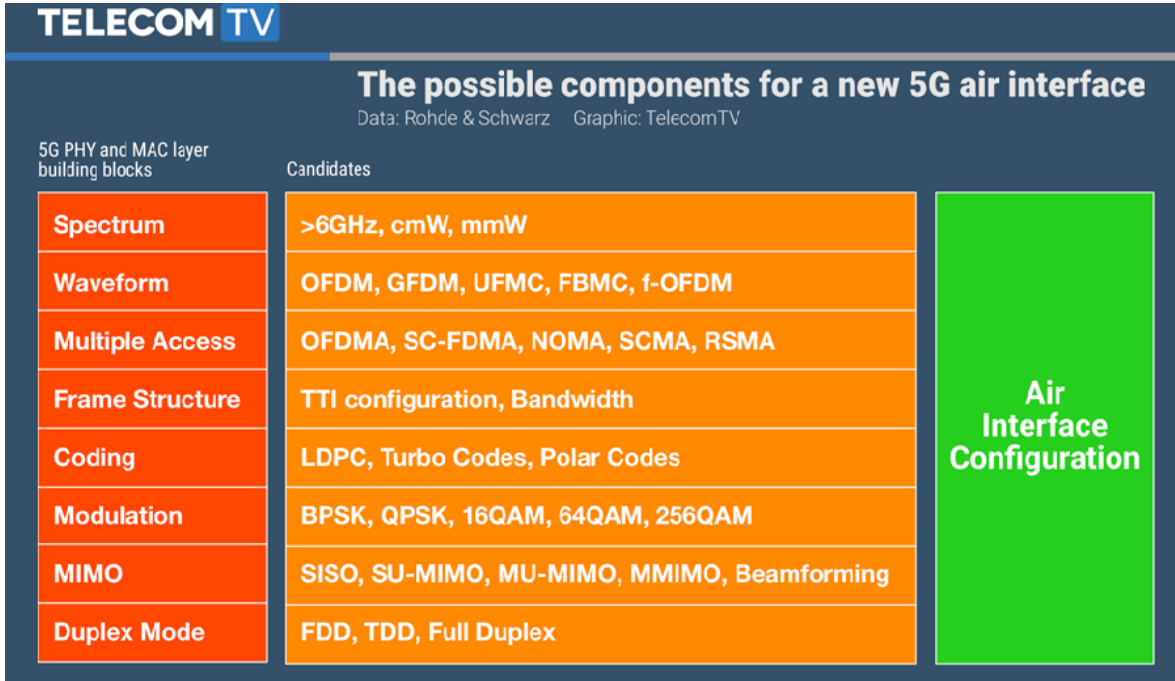 TELECOM TV
The possible components for a new 5G air interface
Data: Rohde & Schwarz Graphic: TelecomTV
5G PHY and MAC layer
building blocks
Candidates
Spectrum
>6GHz, cmW, mmW
Waveform
OFDM, GFDM, UFMC, FBMC, f-OFDM
Multiple Access
OFDMA, SC-FDMA, NOMA, SCMA, RSMA
Frame Structure
TTI configuration, Bandwidth
Coding
LDPC, Turbo Codes, Polar Codes
Modulation
BPSK, QPSK, 16QAM, 64QAM, 256QAM
MIMO
SISO, SU-MIMO, MU-MIMO, MMIMO, Beamforming
Duplex Mode
FDD, TDD, Full Duplex
Air
Interface
Configuration